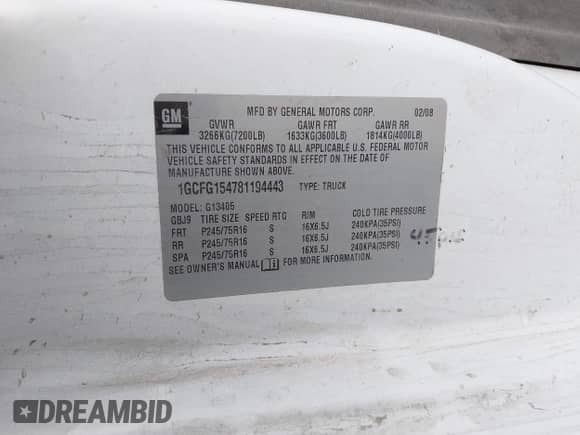 GM
MFD BY GENERAL MOTORS CORP. 02/08
GVWR GAWR FRT GAWR RR
3266KG(7200LB) 1633KG(3600LB) 1814KG(4000LB)
THIS VEHICLE CONFORMS TO ALL APPLICABLE U.S. FEDERAL MOTOR
VEHICLE SAFETY STANDARDS IN EFFECT ON THE DATE OF
MANUFACTURE SHOWN ABOVE.
1GCFG154781194443 TYPE: TRUCK
MODEL: G13405
GBJ9 TIRE SIZE SPEED RTG RIM COLD TIRE PRESSURE
FRT P245/75R16 S 16X6.5J 240KPA(35PSI)
RR P245/75R16 S 16X6.5J 240KPA(35PSI)
SPA P245/75R16 S 16X6.5J 240KPA(35PSI)
SEE OWNER'S MANUAL FOR MORE INFORMATION.
DREAMBID